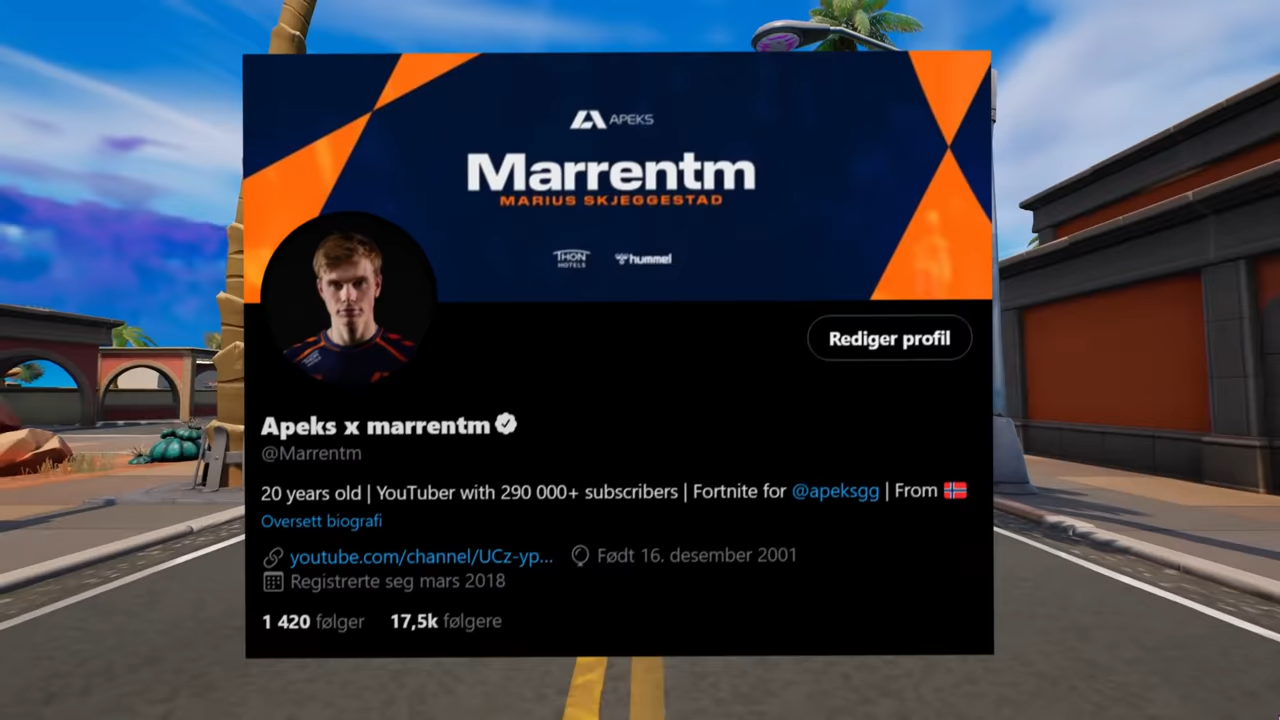 APEKS
Marrentm
MARIUS SKJEGGESTAD
THON HOTELS hummel
Rediger profil
Apeks x marrentm
@Marrentm
20 years old | YouTuber with 290 000+ subscribers | Fortnite for @apeksgg | From 🇳🇴
Oversett biografi
youtube.com/channel/UCz-yp... Født 16. desember 2001
Registrerte seg mars 2018
1 420 følger 17,5k følgere